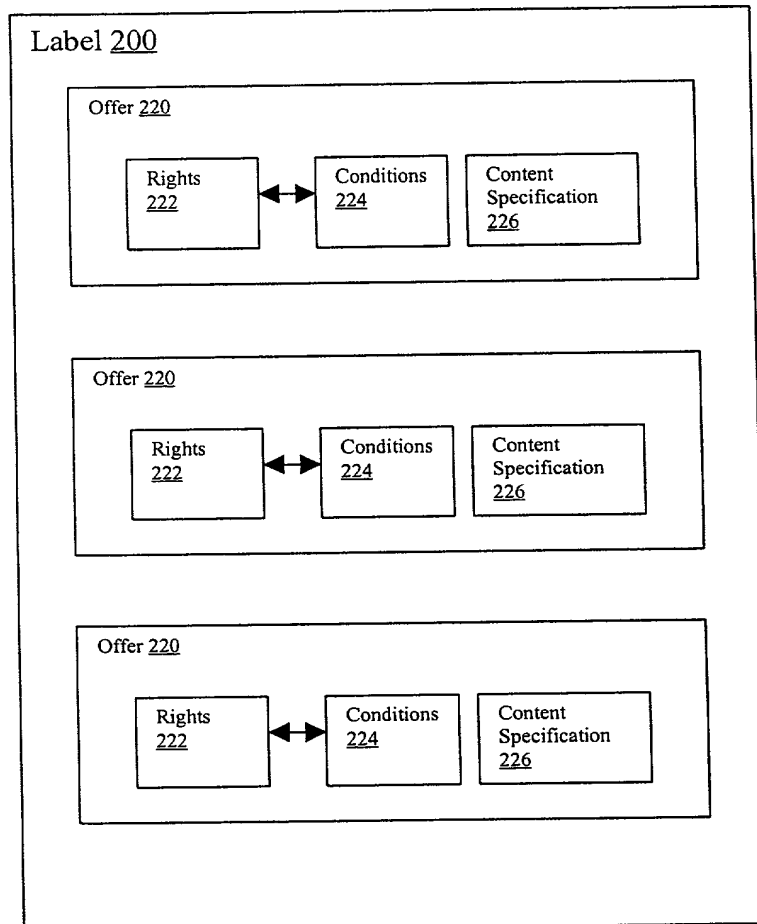 Label 200
Offer 220
Rights
222
Conditions
224
Content
Specification
226
Offer 220
Rights
222
Conditions
224
Content
Specification
226
Offer 220
Rights
222
Conditions
224
Content
Specification
226